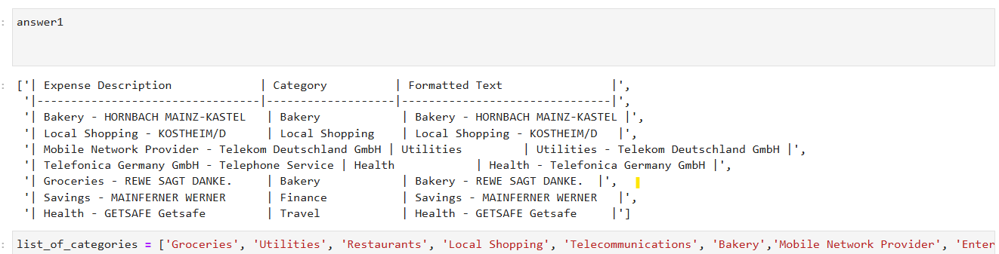 answer1
['| Expense Description             | Category          | Formatted Text                |',
'|---------------------------------|-------------------|-------------------------------|',
'| Bakery - HORNBACH MAINZ-KASTEL   | Bakery            | Bakery - HORNBACH MAINZ-KASTEL |',
'| Local Shopping - KOSTHEIM/D      | Local Shopping    | Local Shopping - KOSTHEIM/D   |',
'| Mobile Network Provider - Telekom Deutschland GmbH | Utilities         | Utilities - Telekom Deutschland GmbH |',
'| Telefonica Germany GmbH - Telephone Service | Health            | Health - Telefonica Germany GmbH |',
'| Groceries - REWE SAGT DANKE.     | Bakery            | Bakery - REWE SAGT DANKE.  |',
'| Savings - MAINFERNER WERNER      | Finance           | Savings - MAINFERNER WERNER   |',
'| Health - GETSAFE Getsafe         | Travel            | Health - GETSAFE Getsafe     |']
list_of_categories = ['Groceries', 'Utilities', 'Restaurants', 'Local Shopping', 'Telecommunications', 'Bakery','Mobile Network Provider', 'Enter